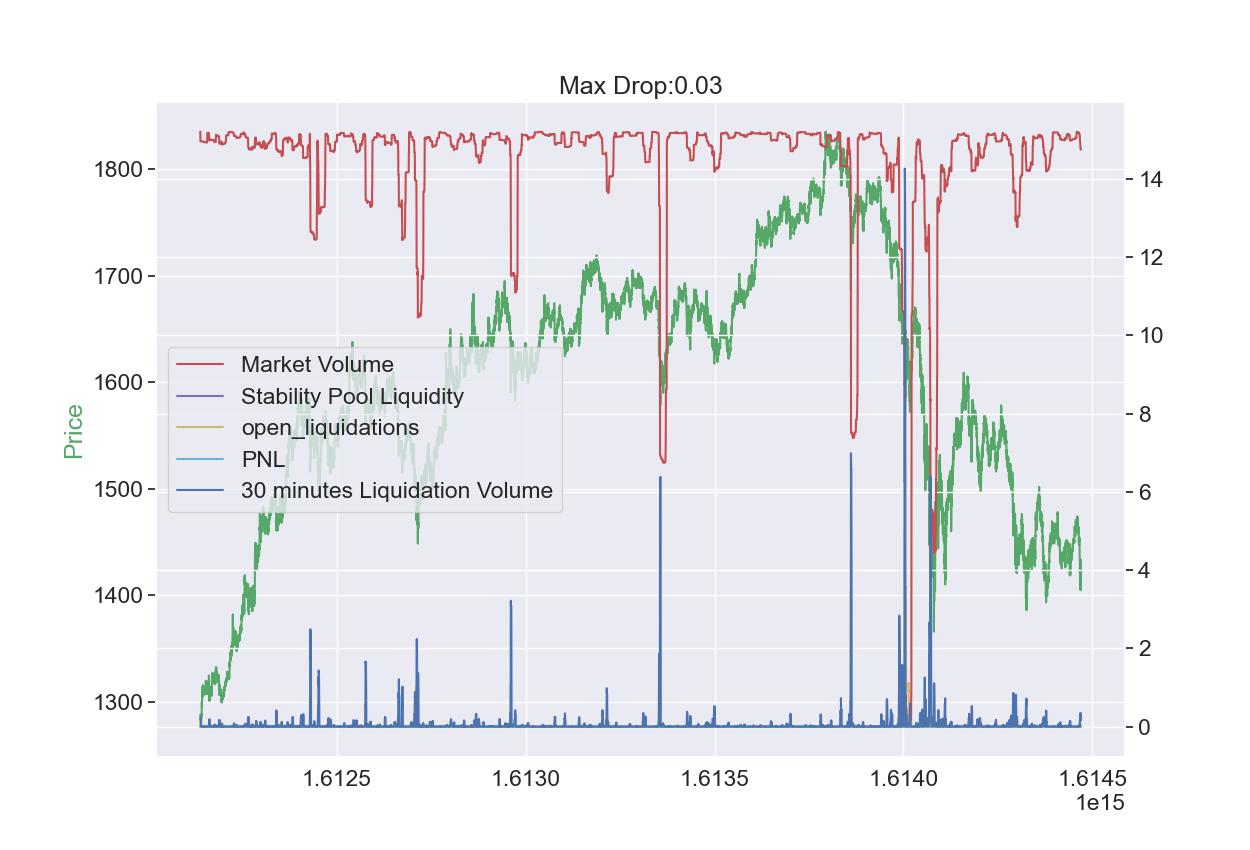 Max Drop:0.03
1800
1700
1600
1500
1400
1300
Price
14
12
10
8
6
4
2
0
Market Volume
Stability Pool Liquidity
open_liquidations
PNL
30 minutes Liquidation Volume
1.6125
1.6130
1.6135
1.6140
1.6145
1e15